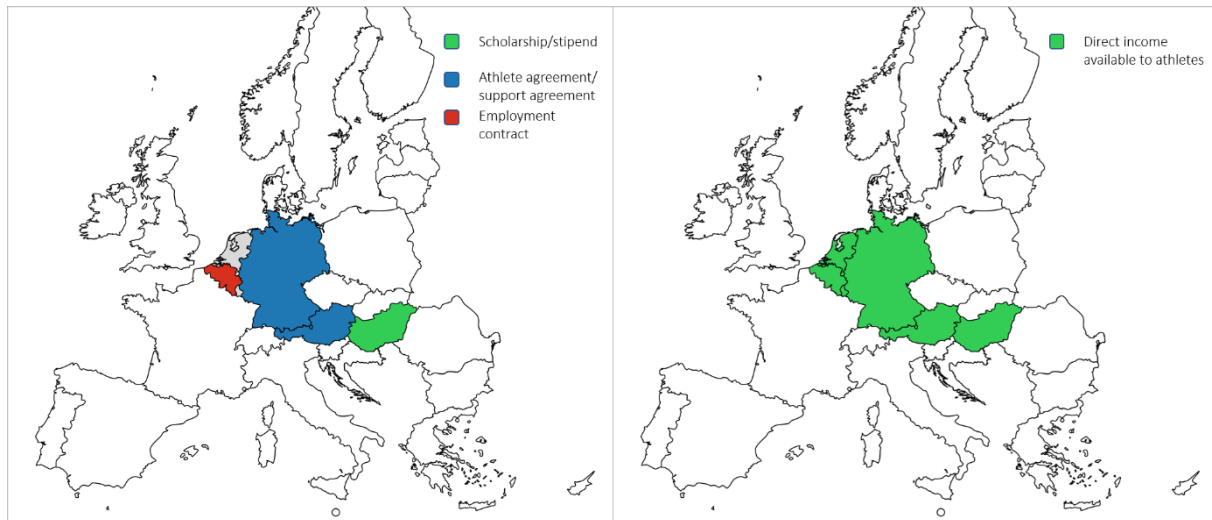 Scholarship/stipend
Athlete agreement/
support agreement
Employment
contract
Direct income
available to athletes